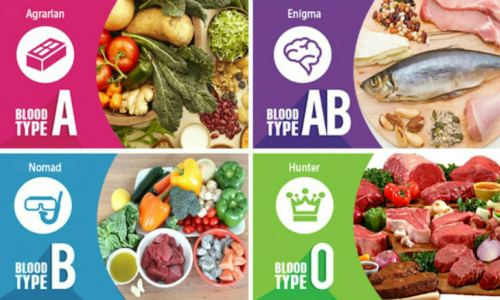 Agrarian
BLOOD
TYPE A
Enigma
BLOOD
TYPE AB
Nomad
BLOOD
TYPE B
Hunter
BLOOD
TYPE O